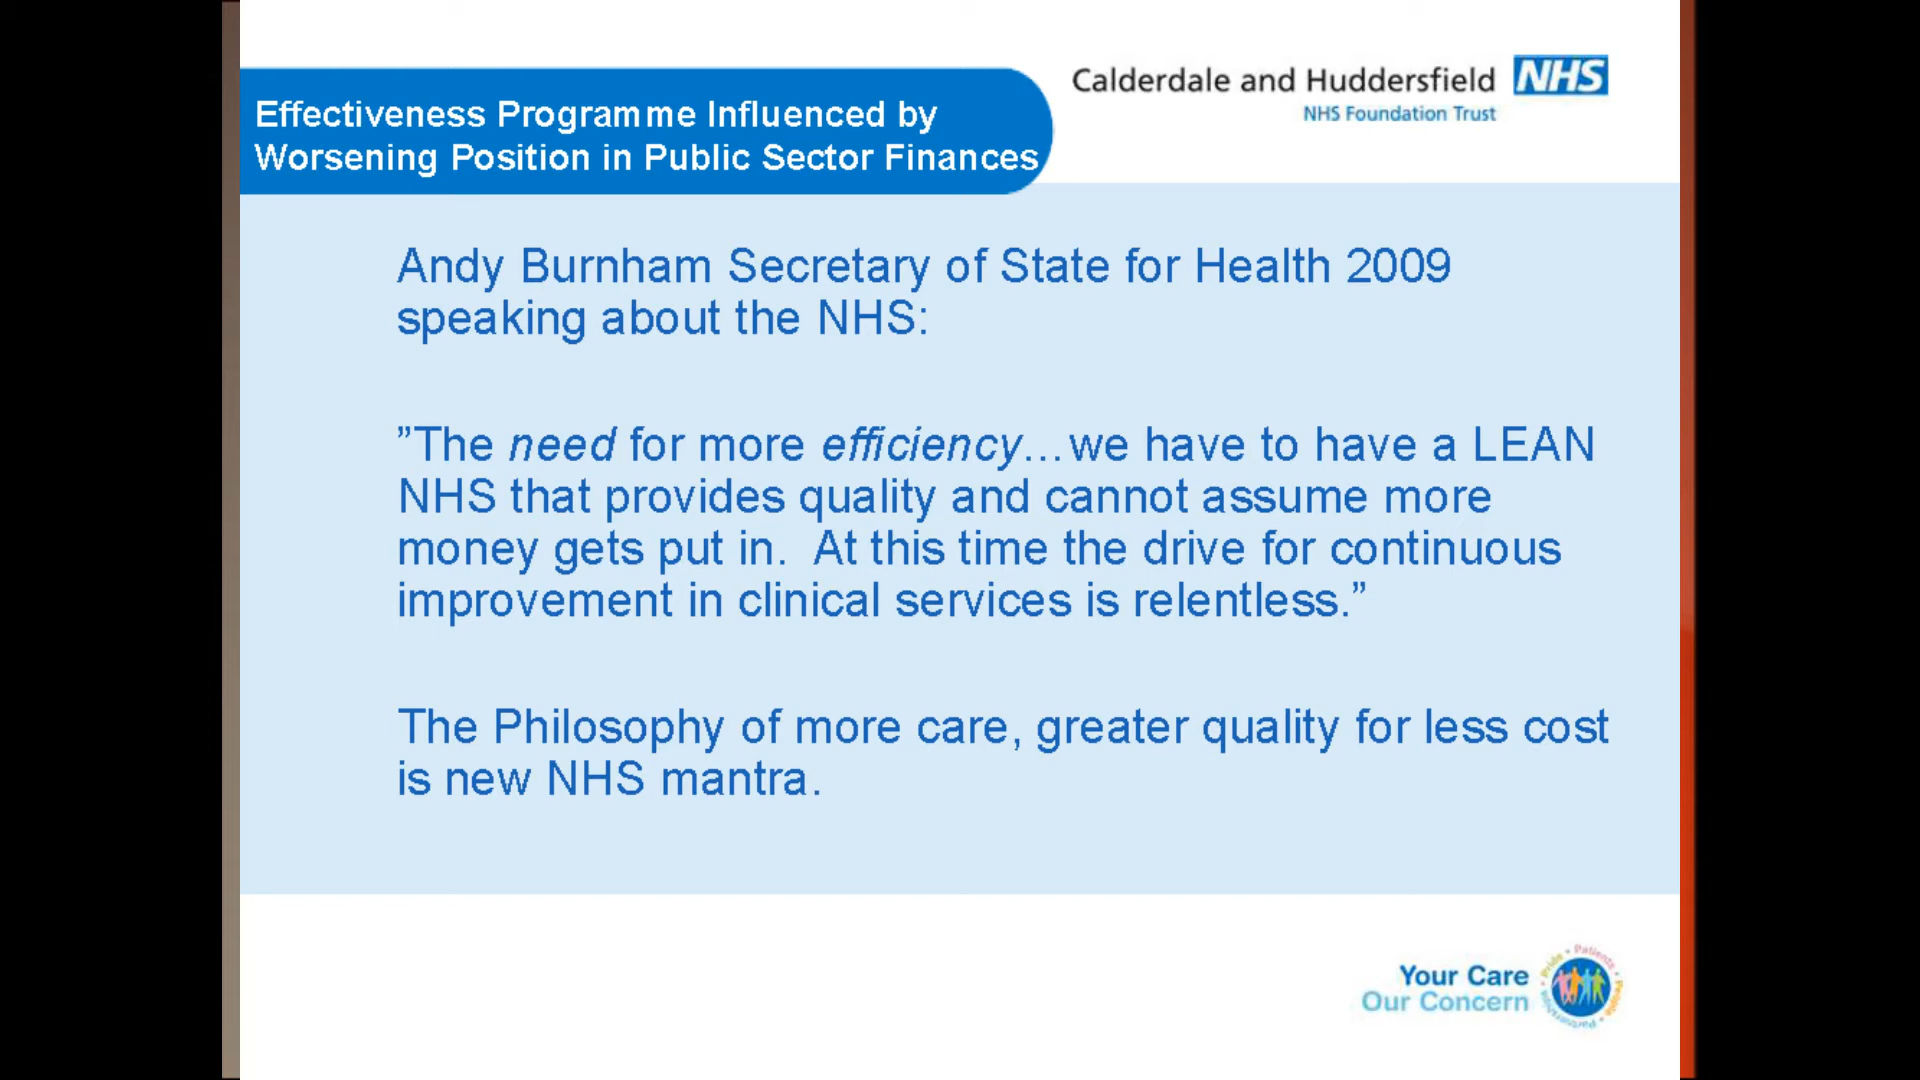 Effectiveness Programme Influenced by
Worsening Position in Public Sector Finances
Calderdale and Huddersfield NHS
NHS Foundation Trust
Andy Burnham Secretary of State for Health 2009
speaking about the NHS:
”The need for more efficiency…we have to have a LEAN
NHS that provides quality and cannot assume more
money gets put in.  At this time the drive for continuous
improvement in clinical services is relentless.”
The Philosophy of more care, greater quality for less cost
is new NHS mantra.
Your Care
Our Concern
Pride • Patients • People • Partnerships